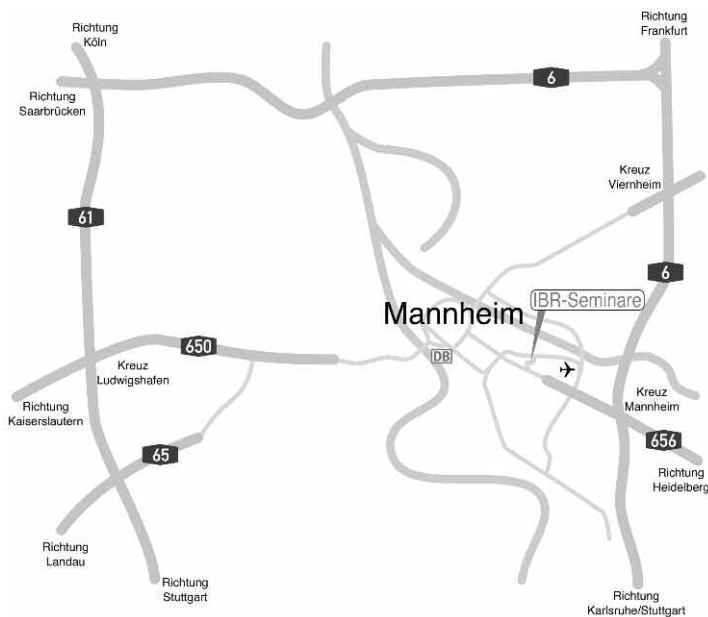 Richtung
Köln
Richtung
Frankfurt
6
Richtung
Saarbrücken
Kreuz
Viernheim
61
6
IBR-Seminare
Mannheim
650
DB
Kreuz
Ludwigshafen
Kreuz
Mannheim
Richtung
Kaiserslautern
656
65
Richtung
Heidelberg
Richtung
Landau
Richtung
Stuttgart
Richtung
Karlsruhe/Stuttgart